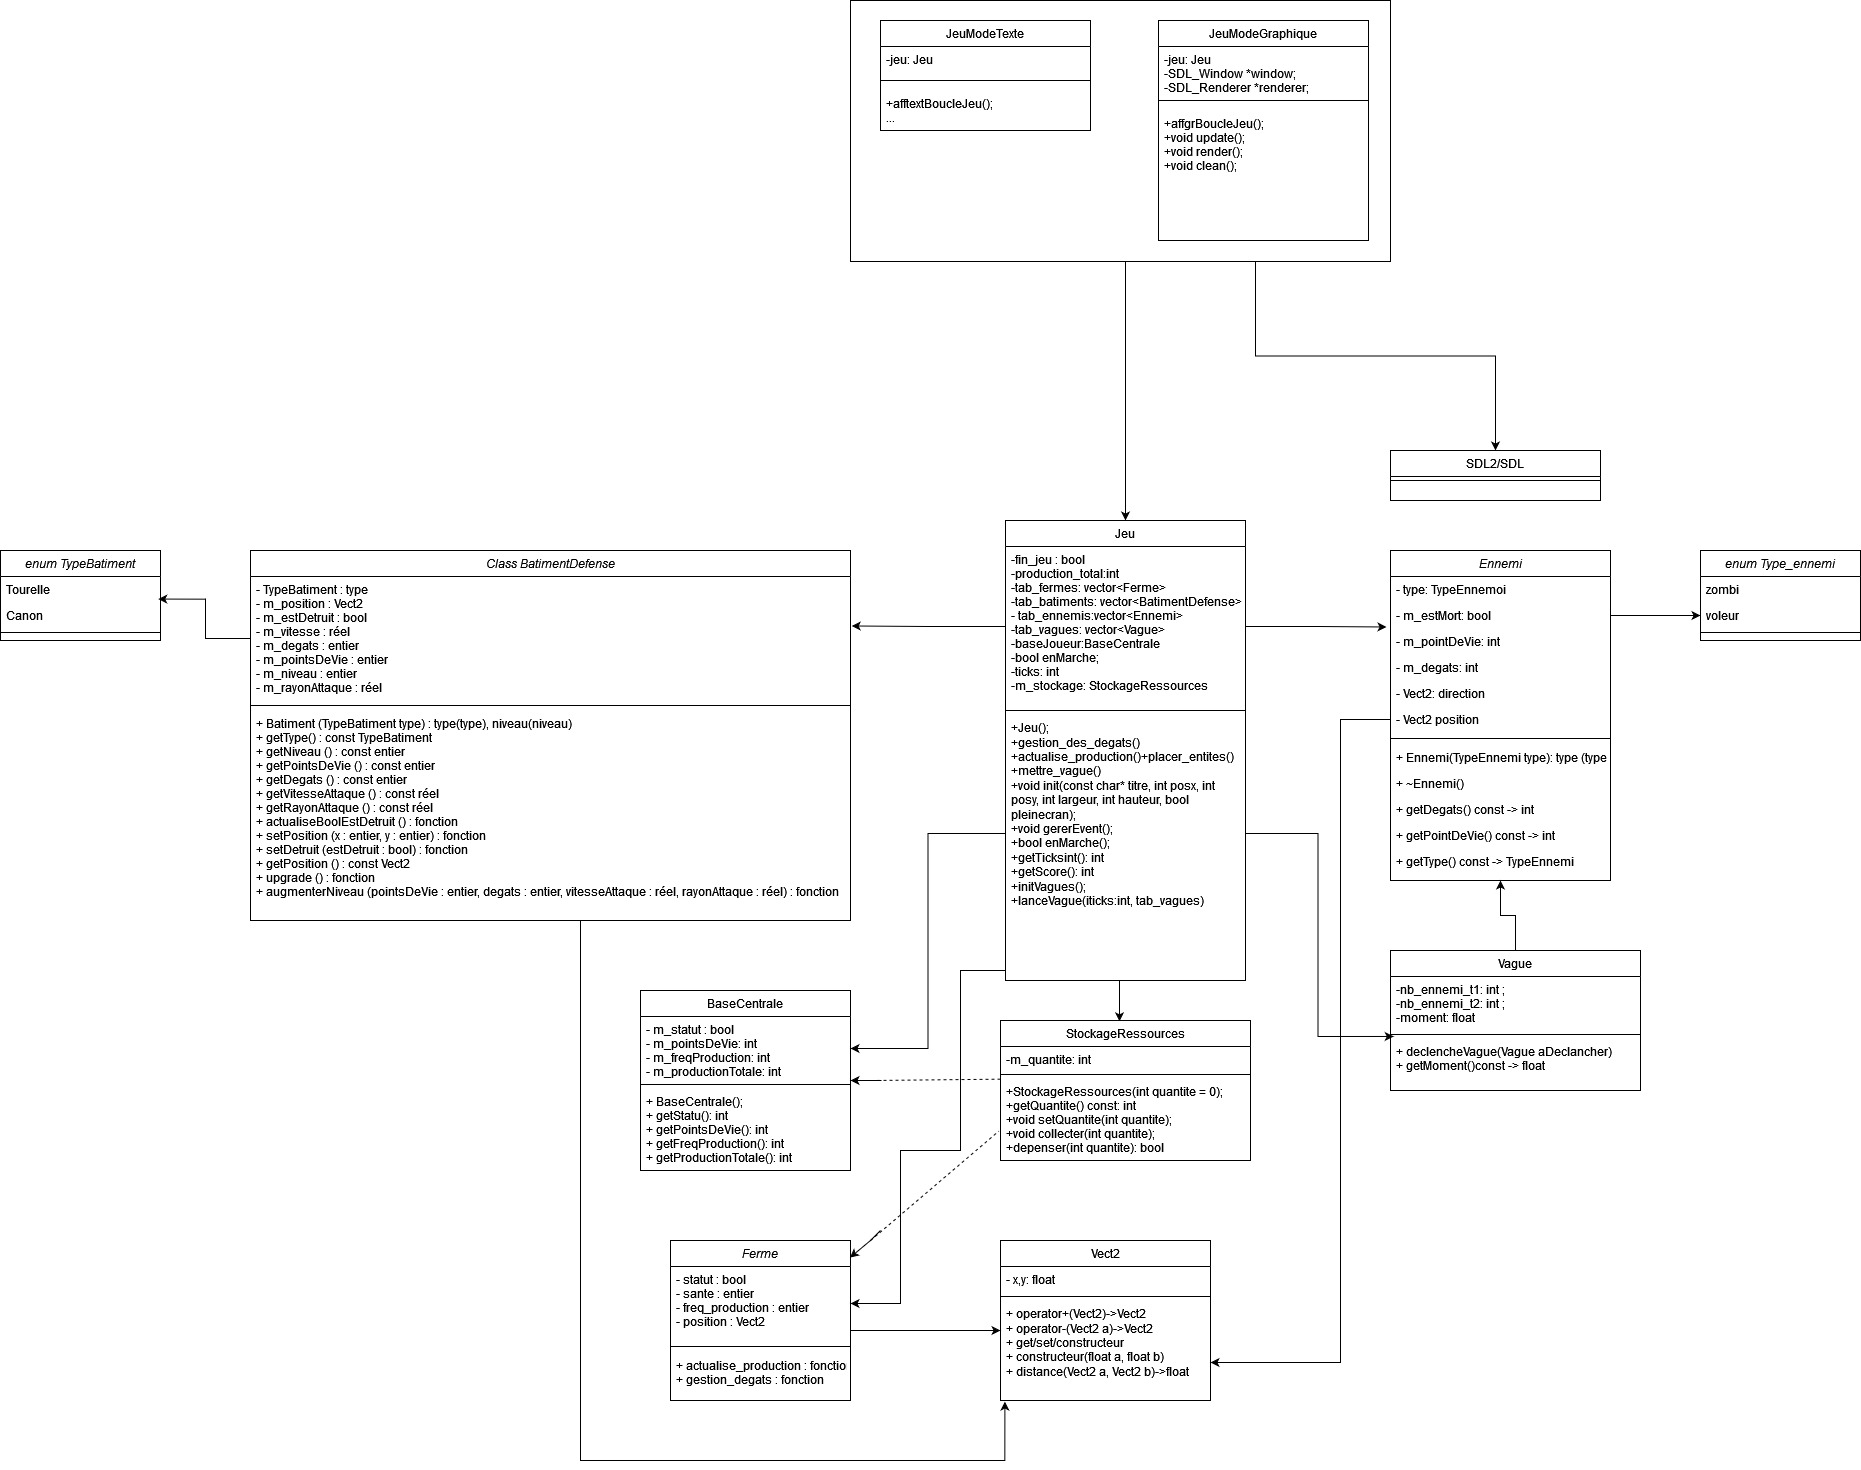 JeuModeTexte
-jeu: Jeu
+afftextBoucleJeu();
...
JeuModeGraphique
-jeu: Jeu
-SDL_Window *window;
-SDL_Renderer *renderer;
+affgrBoucleJeu();
+void update();
+void render();
+void clean();
SDL2/SDL
enum TypeBatiment
Tourelle
Canon
Class BatimentDefense
- TypeBatiment : type
- m_position : Vect2
- m_estDetruit : bool
- m_vitesse : réel
- m_degats : entier
- m_pointsDeVie : entier
- m_niveau : entier
- m_rayonAttaque : réel
+ Batiment (TypeBatiment type) : type(type), niveau(niveau)
+ getType() : const TypeBatiment
+ getNiveau () : const entier
+ getPointsDeVie () : const entier
+ getDegats () : const entier
+ getVitesseAttaque () : const réel
+ getRayonAttaque () : const réel
+ actualiseBoolEstDetruit () : fonction
+ setPosition (x : entier, y : entier) : fonction
+ setDetruit (estDetruit : bool) : fonction
+ getPosition () : const Vect2
+ upgrade () : fonction
+ augmenterNiveau (pointsDeVie : entier, degats : entier, vitesseAttaque : réel, rayonAttaque : réel) : fonction
Jeu
-fin_jeu : bool
-production_total:int
-tab_fermes: vector<Ferme>
-tab_batiments: vector<BatimentDefense>
- tab_ennemis:vector<Ennemi>
-tab_vagues: vector<Vague>
-baseJoueur:BaseCentrale
-bool enMarche;
-ticks: int
-m_stockage: StockageRessources
+Jeu();
+gestion_des_degats()
+actualise_production()+placer_entites()
+mettre_vague()
+void init(const char* titre, int posx, int
posy, int largeur, int hauteur, bool
pleinecran);
+void gererEvent();
+bool enMarche();
+getTicksint(): int
+getScore(): int
+initVagues();
+lanceVague(iticks:int, tab_vagues)
Ennemi
- type: TypeEnnemoi
- m_estMort: bool
- m_pointDeVie: int
- m_degats: int
- Vect2: direction
- Vect2 position
+ Ennemi(TypeEnnemi type): type (type
+ ~Ennemi()
+ getDegats() const -> int
+ getPointDeVie() const -> int
+ getType() const -> TypeEnnemi
enum Type_ennemi
zombi
voleur
Vague
-nb_ennemi_t1: int ;
-nb_ennemi_t2: int ;
-moment: float
+ declencheVague(Vague aDeclancher)
+ getMoment()const -> float
BaseCentrale
- m_statut : bool
- m_pointsDeVie: int
- m_freqProduction: int
- m_productionTotale: int
+ BaseCentrale();
+ getStatu(): int
+ getPointsDeVie(): int
+ getFreqProduction(): int
+ getProductionTotale(): int
StockageRessources
-m_quantite: int
+StockageRessources(int quantite = 0);
+getQuantite() const: int
+void setQuantite(int quantite);
+void collecter(int quantite);
+depenser(int quantite): bool
Ferme
- statut : bool
- sante : entier
- freq_production : entier
- position : Vect2
+ actualise_production : fonctio
+ gestion_degats : fonction
Vect2
- x,y: float
+ operator+(Vect2)->Vect2
+ operator-(Vect2 a)->Vect2
+ get/set/constructeur
+ constructeur(float a, float b)
+ distance(Vect2 a, Vect2 b)->float